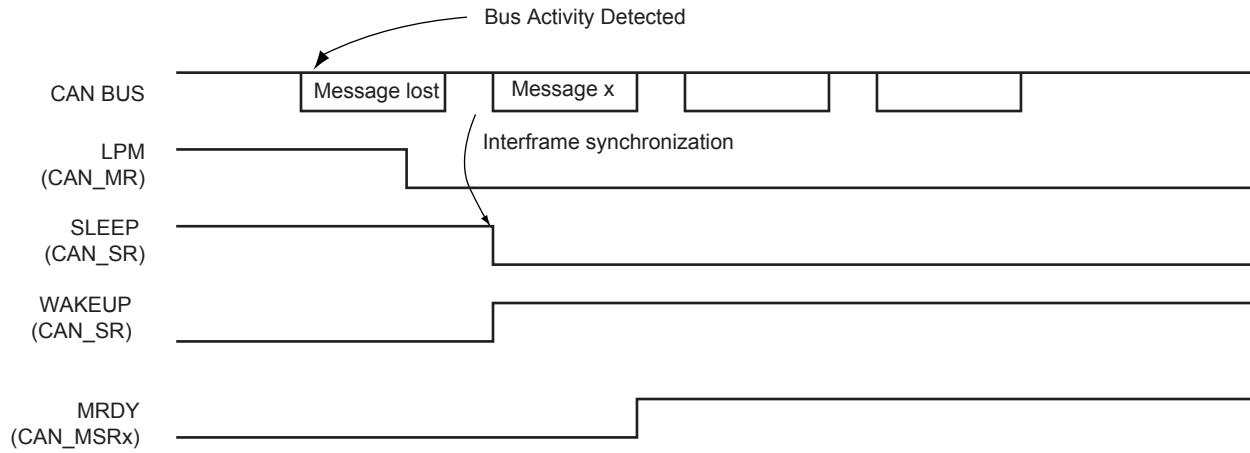 Bus Activity Detected
CAN BUS
Message lost
Message x
Interframe synchronization
LPM
(CAN_MR)
SLEEP
(CAN_SR)
WAKEUP
(CAN_SR)
MRDY
(CAN_MSRx)